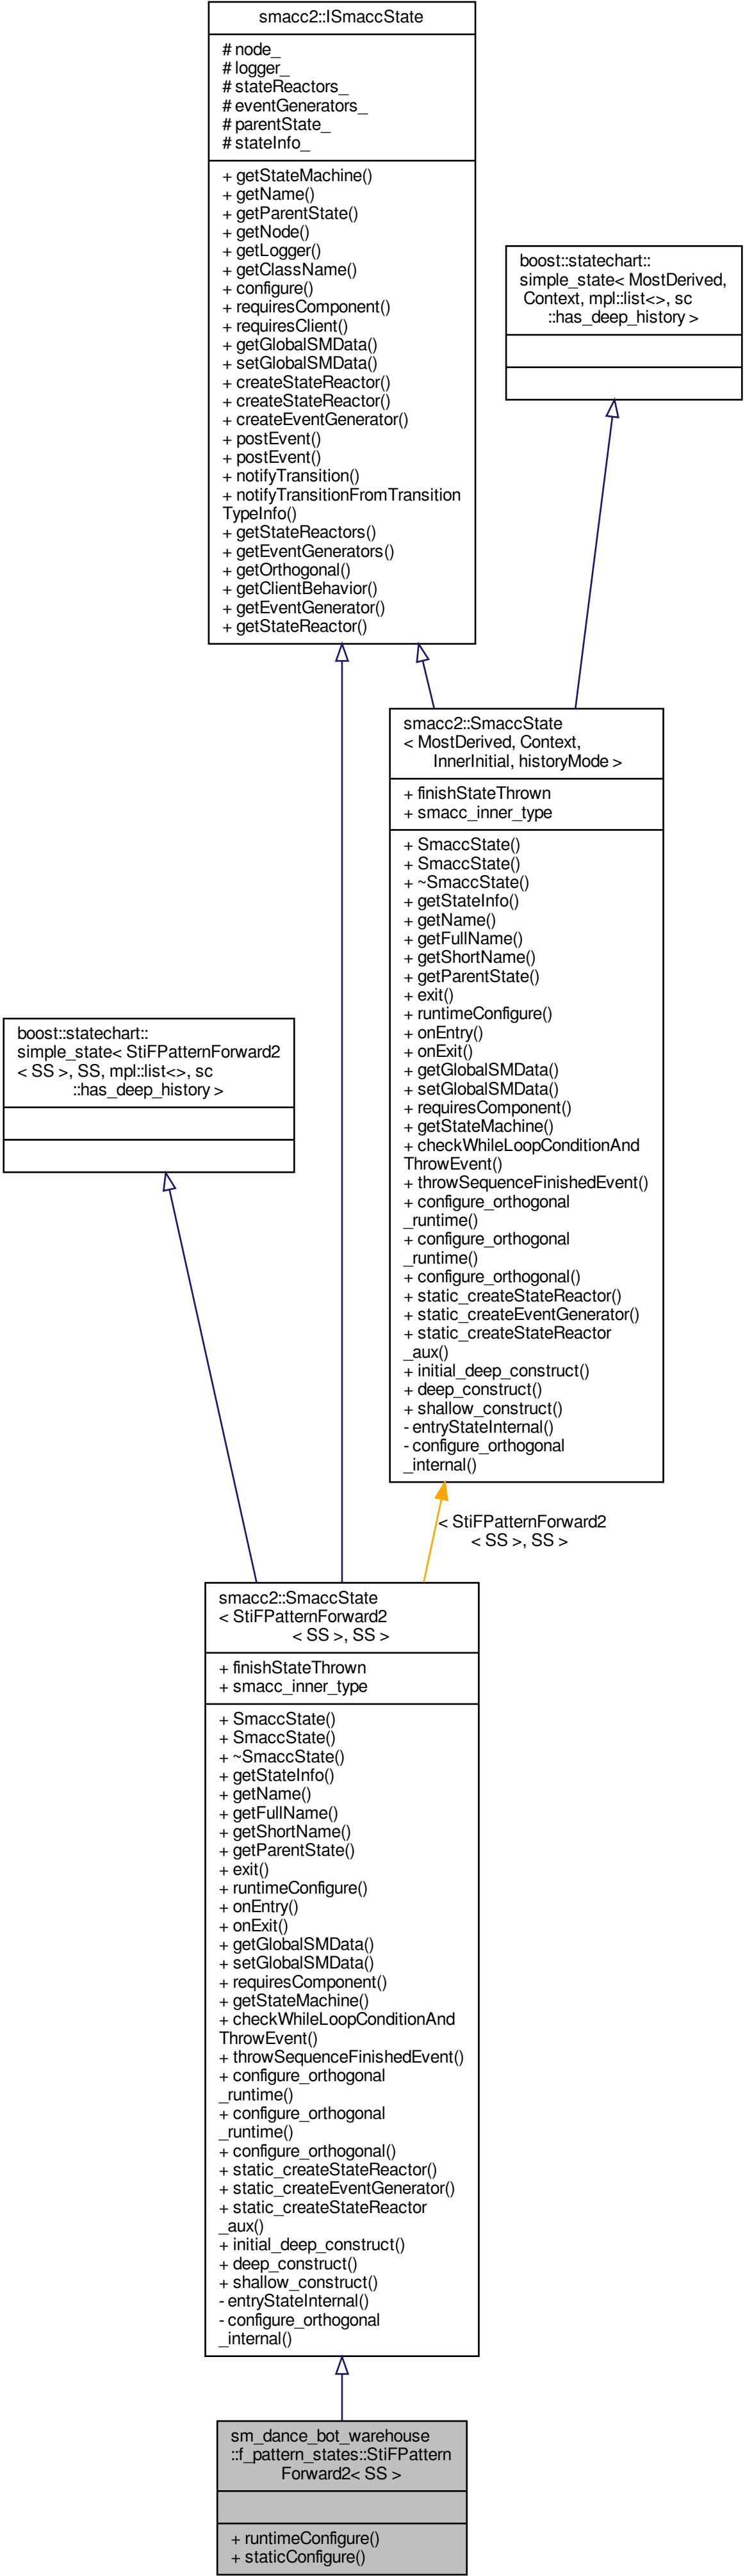 smacc2::ISmaccState
# node_
# logger_
# stateReactors_
# eventGenerators_
# parentState_
# stateInfo_
+ getStateMachine()
+ getName()
+ getParentState()
+ getNode()
+ getLogger()
+ getClassName()
+ configure()
+ requiresComponent()
+ requiresClient()
+ getGlobalSMData()
+ setGlobalSMData()
+ createStateReactor()
+ createStateReactor()
+ createEventGenerator()
+ postEvent()
+ postEvent()
+ notifyTransition()
+ notifyTransitionFromTransition
TypeInfo()
+ getStateReactors()
+ getEventGenerators()
+ getOrthogonal()
+ getClientBehavior()
+ getEventGenerator()
+ getStateReactor()
boost::statechart::
simple_state< MostDerived,
Context, mpl::list<>, sc
::has_deep_history >
smacc2::SmaccState
< MostDerived, Context,
InnerInitial, historyMode >
+ finishStateThrown
+ smacc_inner_type
+ SmaccState()
+ SmaccState()
+ ~SmaccState()
+ getStateInfo()
+ getName()
+ getFullName()
+ getShortName()
+ getParentState()
+ exit()
+ runtimeConfigure()
+ onEntry()
+ onExit()
+ getGlobalSMData()
+ setGlobalSMData()
+ requiresComponent()
+ getStateMachine()
+ checkWhileLoopConditionAnd
ThrowEvent()
+ throwSequenceFinishedEvent()
+ configure_orthogonal
_runtime()
+ configure_orthogonal
_runtime()
+ configure_orthogonal()
+ static_createStateReactor()
+ static_createEventGenerator()
+ static_createStateReactor
_aux()
+ initial_deep_construct()
+ deep_construct()
+ shallow_construct()
- entryStateInternal()
- configure_orthogonal
_internal()
boost::statechart::
simple_state< StiFPatternForward2
< SS >, SS, mpl::list<>, sc
::has_deep_history >
< StiFPatternForward2
< SS >, SS >
smacc2::SmaccState
< StiFPatternForward2
< SS >, SS >
+ finishStateThrown
+ smacc_inner_type
+ SmaccState()
+ SmaccState()
+ ~SmaccState()
+ getStateInfo()
+ getName()
+ getFullName()
+ getShortName()
+ getParentState()
+ exit()
+ runtimeConfigure()
+ onEntry()
+ onExit()
+ getGlobalSMData()
+ setGlobalSMData()
+ requiresComponent()
+ getStateMachine()
+ checkWhileLoopConditionAnd
ThrowEvent()
+ throwSequenceFinishedEvent()
+ configure_orthogonal
_runtime()
+ configure_orthogonal
_runtime()
+ configure_orthogonal()
+ static_createStateReactor()
+ static_createEventGenerator()
+ static_createStateReactor
_aux()
+ initial_deep_construct()
+ deep_construct()
+ shallow_construct()
- entryStateInternal()
- configure_orthogonal
_internal()
sm_dance_bot_warehouse
::f_pattern_states::StiFPattern
Forward2< SS >
+ runtimeConfigure()
+ staticConfigure()